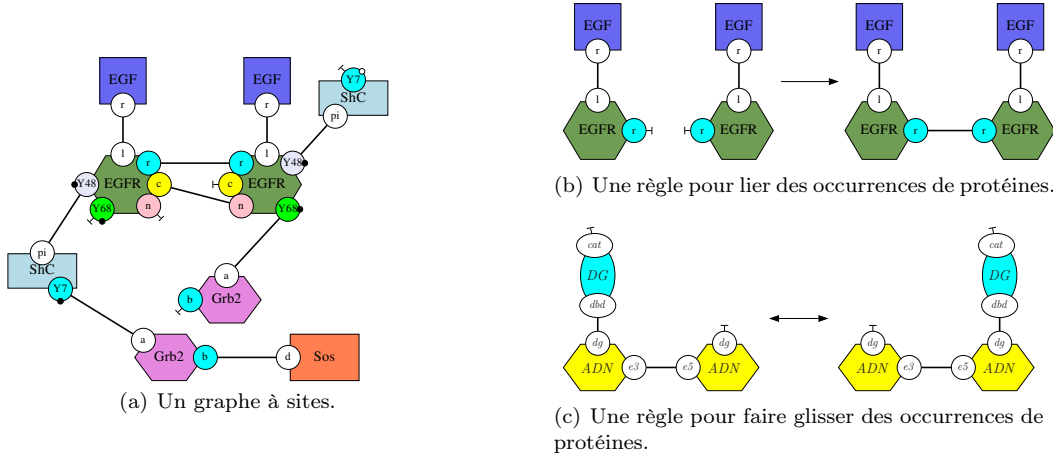 EGF
EGF
Y7
ShC
r
r
pi
l
l
r
r
Y48
Y48
EGFR
c
c
EGFR
Y68
n
n
Y68
pi
ShC
Y7
a
b
Grb2
a
Grb2
b
d
Sos
(a) Un graphe à sites.
EGF
EGF
EGF
EGF
r
r
r
r
l
l
l
l
EGFR
r
r
EGFR
EGFR
r
r
EGFR
(b) Une règle pour lier des occurrences de protéines.
cat
cat
DG
DG
dbd
dbd
dg
dg
dg
dg
ADN
e3
e5
ADN
ADN
e3
e5
ADN
(c) Une règle pour faire glisser des occurrences de
protéines.